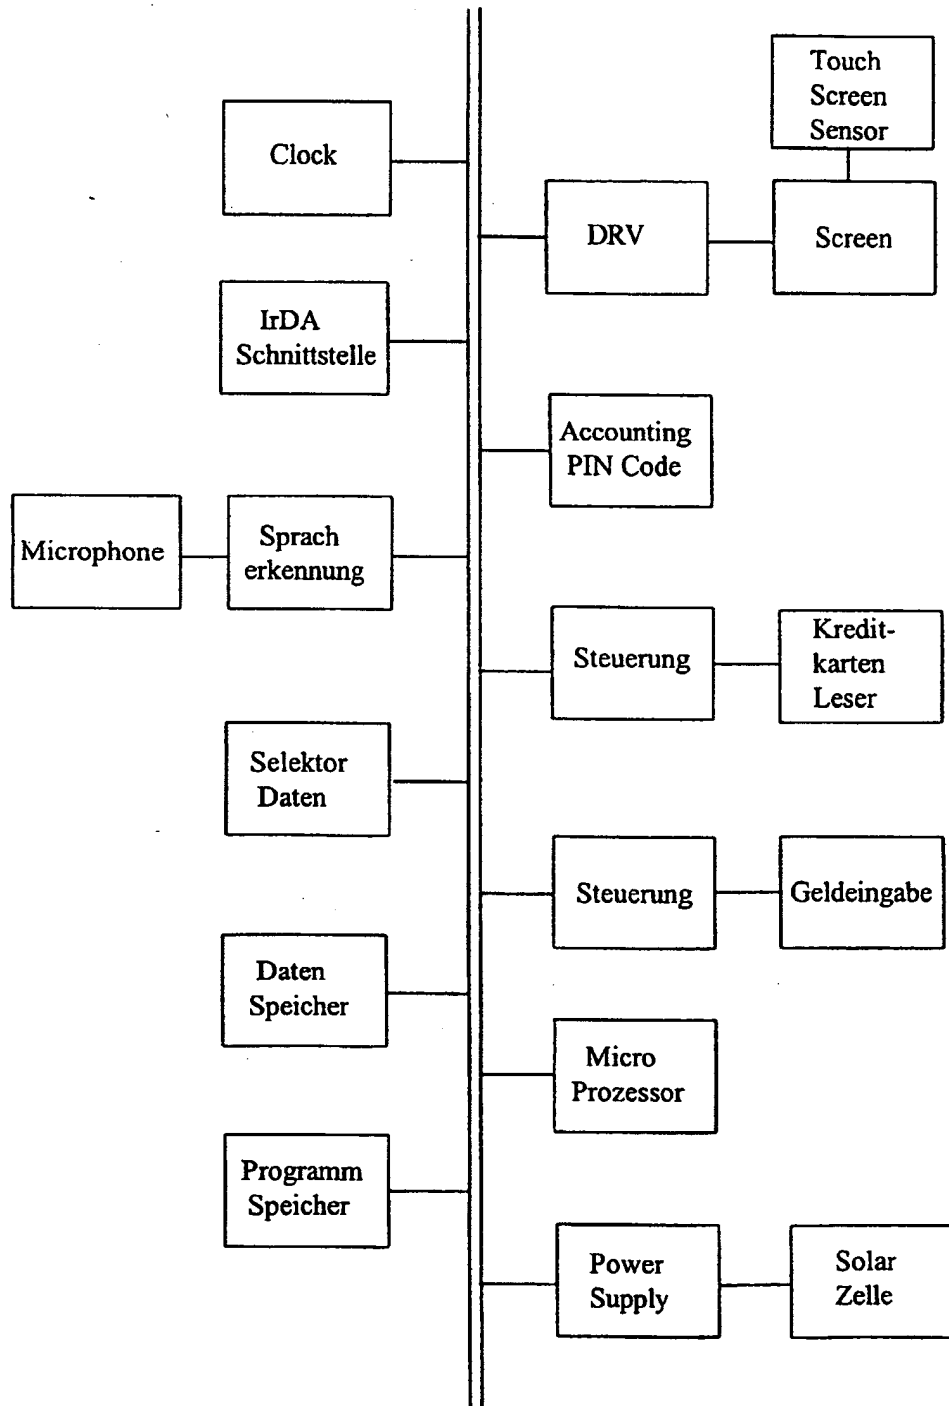 Touch
Screen
Sensor
Clock
DRV
Screen
IrDA
Schnittstelle
Accounting
PIN Code
Microphone
Sprach
erkennung
Steuerung
Kredit-
karten
Leser
Selektor
Daten
Steuerung
Geldeingabe
Daten
Speicher
Micro
Prozessor
Programm
Speicher
Power
Supply
Solar
Zelle